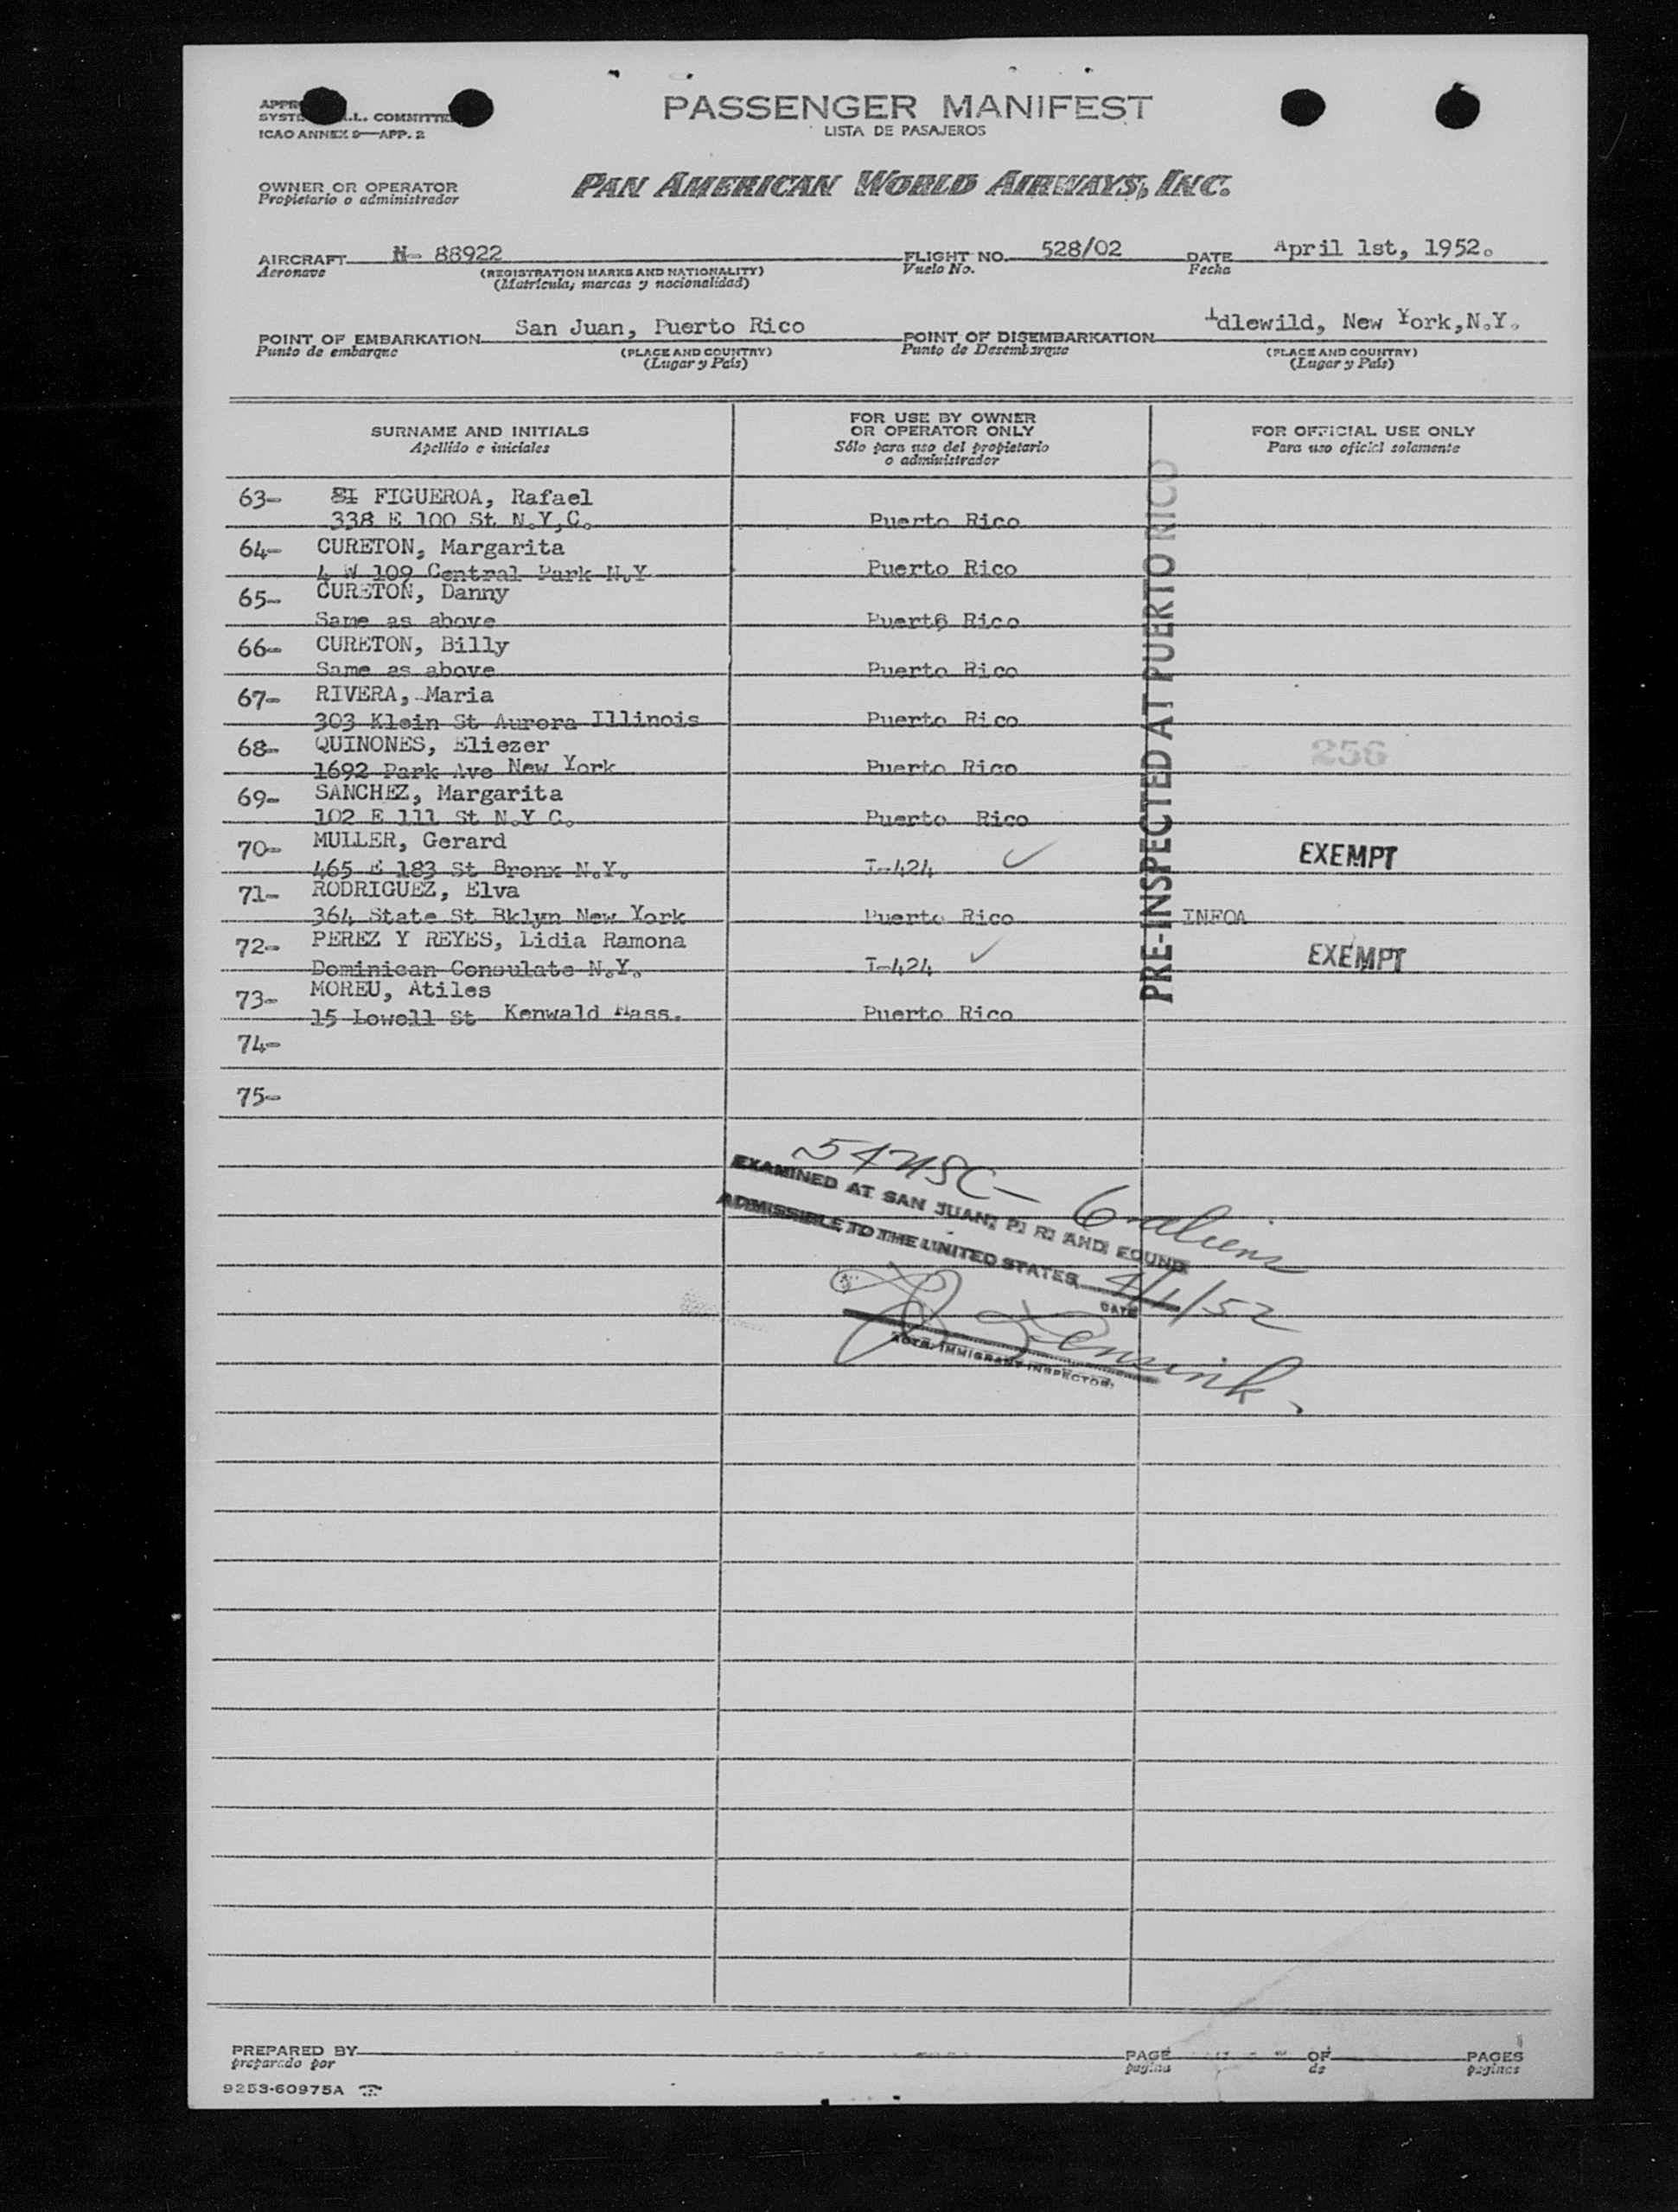 PASSENGER MANIFEST
LISTA DE PASAJEROS
COMMITTEE
ICAO ANNEX 9—APP. 2
OWNER OR OPERATOR
Propietario o administrador
PAN AMERICAN WORLD AIRWAYS, INC.
AIRCRAFT N- 88922 FLIGHT NO. 528/02 DATE April 1st, 1952.
Aeronave (REGISTRATION MARKS AND NATIONALITY) Vuelo No. Fecha
(Matrícula, marcas y nacionalidad)
POINT OF EMBARKATION San Juan, Puerto Rico POINT OF DISEMBARKATION Idlewild, New York,N.Y.
Punto de embarque (PLACE AND COUNTRY) Punto de Desembarque (PLACE AND COUNTRY)
(Lugar y País) (Lugar y País)
SURNAME AND INITIALS
Apellido e iniciales
FOR USE BY OWNER
OR OPERATOR ONLY
Sólo para uso del propietario
o administrador
FOR OFFICIAL USE ONLY
Para uso oficial solamente
63- FIGUEROA, Rafael
338 E 100 St N.Y,C. Puerto Rico
64- CURETON, Margarita
4 W 109 Central Park N.Y Puerto Rico
65- CURETON, Danny
Same as above Rico
66- CURETON, Billy
Same as above Puerto Rico
67- RIVERA, Maria
303 Klein St Aurora Illinois Puerto Rico
68- QUINONES, Eliezer
1692 Park Ave New York Puerto Rico 256
69- SANCHEZ, Margarita
102 E 111 St N.Y C. Puerto Rico
70- MULLER, Gerard
465 E 183 St Bronx N.Y. T-424 ✓ EXEMPT
71- RODRIGUEZ, Elva
364 State St Bklyn New York Puerto Rico INFOA
72- PEREZ Y REYES, Lidia Ramona
Dominican Consulate N.Y. T-424 ✓ EXEMPT
73- MOREU, Atiles
15 Lowell St Kenwald Mass. Puerto Rico
74-
75-
PRE-INSPECTED AT PUERTO RICO
54 USC - 6 aliens
EXAMINED AT SAN JUAN, P. R. AND FOUND
ADMISSIBLE TO THE UNITED STATES 4/1/52
DATE
IMMIGRANT INSPECTOR
PREPARED BY PAGE OF PAGES
preparado por pagina de paginas
9253-60975A